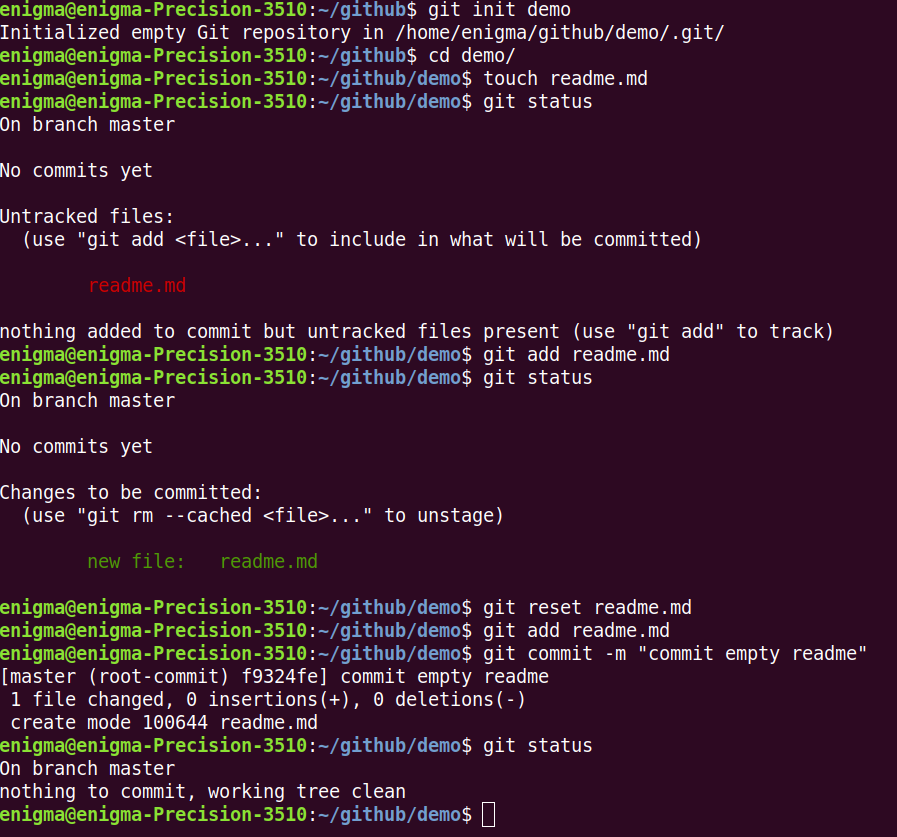 enigma@enigma-Precision-3510:~/github$ git init demo
Initialized empty Git repository in /home/enigma/github/demo/.git/
enigma@enigma-Precision-3510:~/github$ cd demo/
enigma@enigma-Precision-3510:~/github/demo$ touch readme.md
enigma@enigma-Precision-3510:~/github/demo$ git status
On branch master
No commits yet
Untracked files:
  (use "git add <file>..." to include in what will be committed)
        readme.md
nothing added to commit but untracked files present (use "git add" to track)
enigma@enigma-Precision-3510:~/github/demo$ git add readme.md
enigma@enigma-Precision-3510:~/github/demo$ git status
On branch master
No commits yet
Changes to be committed:
  (use "git rm --cached <file>..." to unstage)
        new file:   readme.md
enigma@enigma-Precision-3510:~/github/demo$ git reset readme.md
enigma@enigma-Precision-3510:~/github/demo$ git add readme.md
enigma@enigma-Precision-3510:~/github/demo$ git commit -m "commit empty readme"
[master (root-commit) f9324fe] commit empty readme
 1 file changed, 0 insertions(+), 0 deletions(-)
 create mode 100644 readme.md
enigma@enigma-Precision-3510:~/github/demo$ git status
On branch master
nothing to commit, working tree clean
enigma@enigma-Precision-3510:~/github/demo$